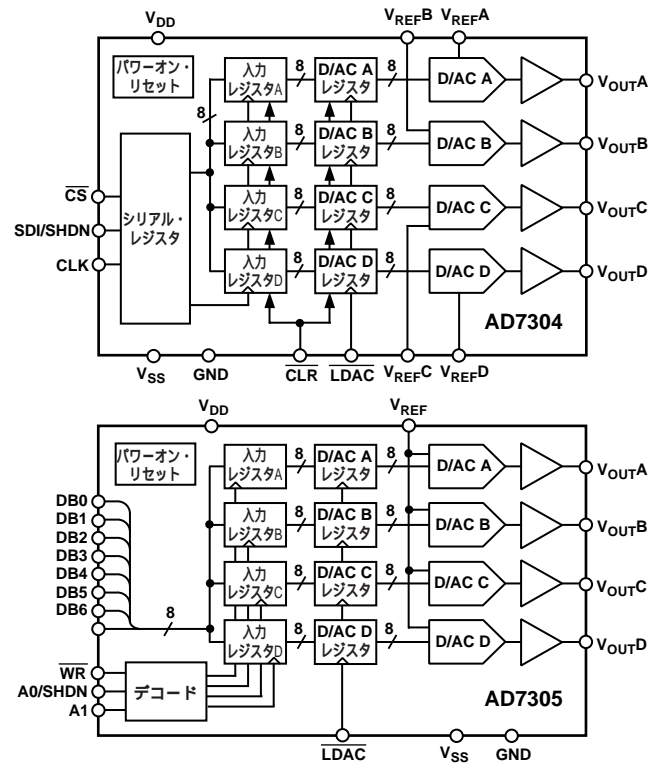 VDD VREFB VREFA
パワーオン・
リセット
入力
レジスタA
8
D/AC A
レジスタ
8
D/AC A
VOUTA
8
入力
レジスタB
8
D/AC B
レジスタ
8
D/AC B
VOUTB
CS
SDI/SHDN
CLK
シリアル・
レジスタ
入力
レジスタC
8
D/AC C
レジスタ
8
D/AC C
VOUTC
入力
レジスタD
8
D/AC D
レジスタ
8
D/AC D
VOUTD
AD7304
VSS GND CLR LDAC VREFC VREFD
VDD VREF
パワーオン・
リセット
入力
レジスタA
8
D/AC A
レジスタ
8
D/AC A
VOUTA
DB0
DB1
DB2
DB3
DB4
DB5
DB6
8
入力
レジスタB
8
D/AC B
レジスタ
8
D/AC B
VOUTB
入力
レジスタC
8
D/AC C
レジスタ
8
D/AC C
VOUTC
入力
レジスタD
8
D/AC D
レジスタ
8
D/AC D
VOUTD
WR
A0/SHDN
A1
デコード
AD7305
LDAC VSS GND